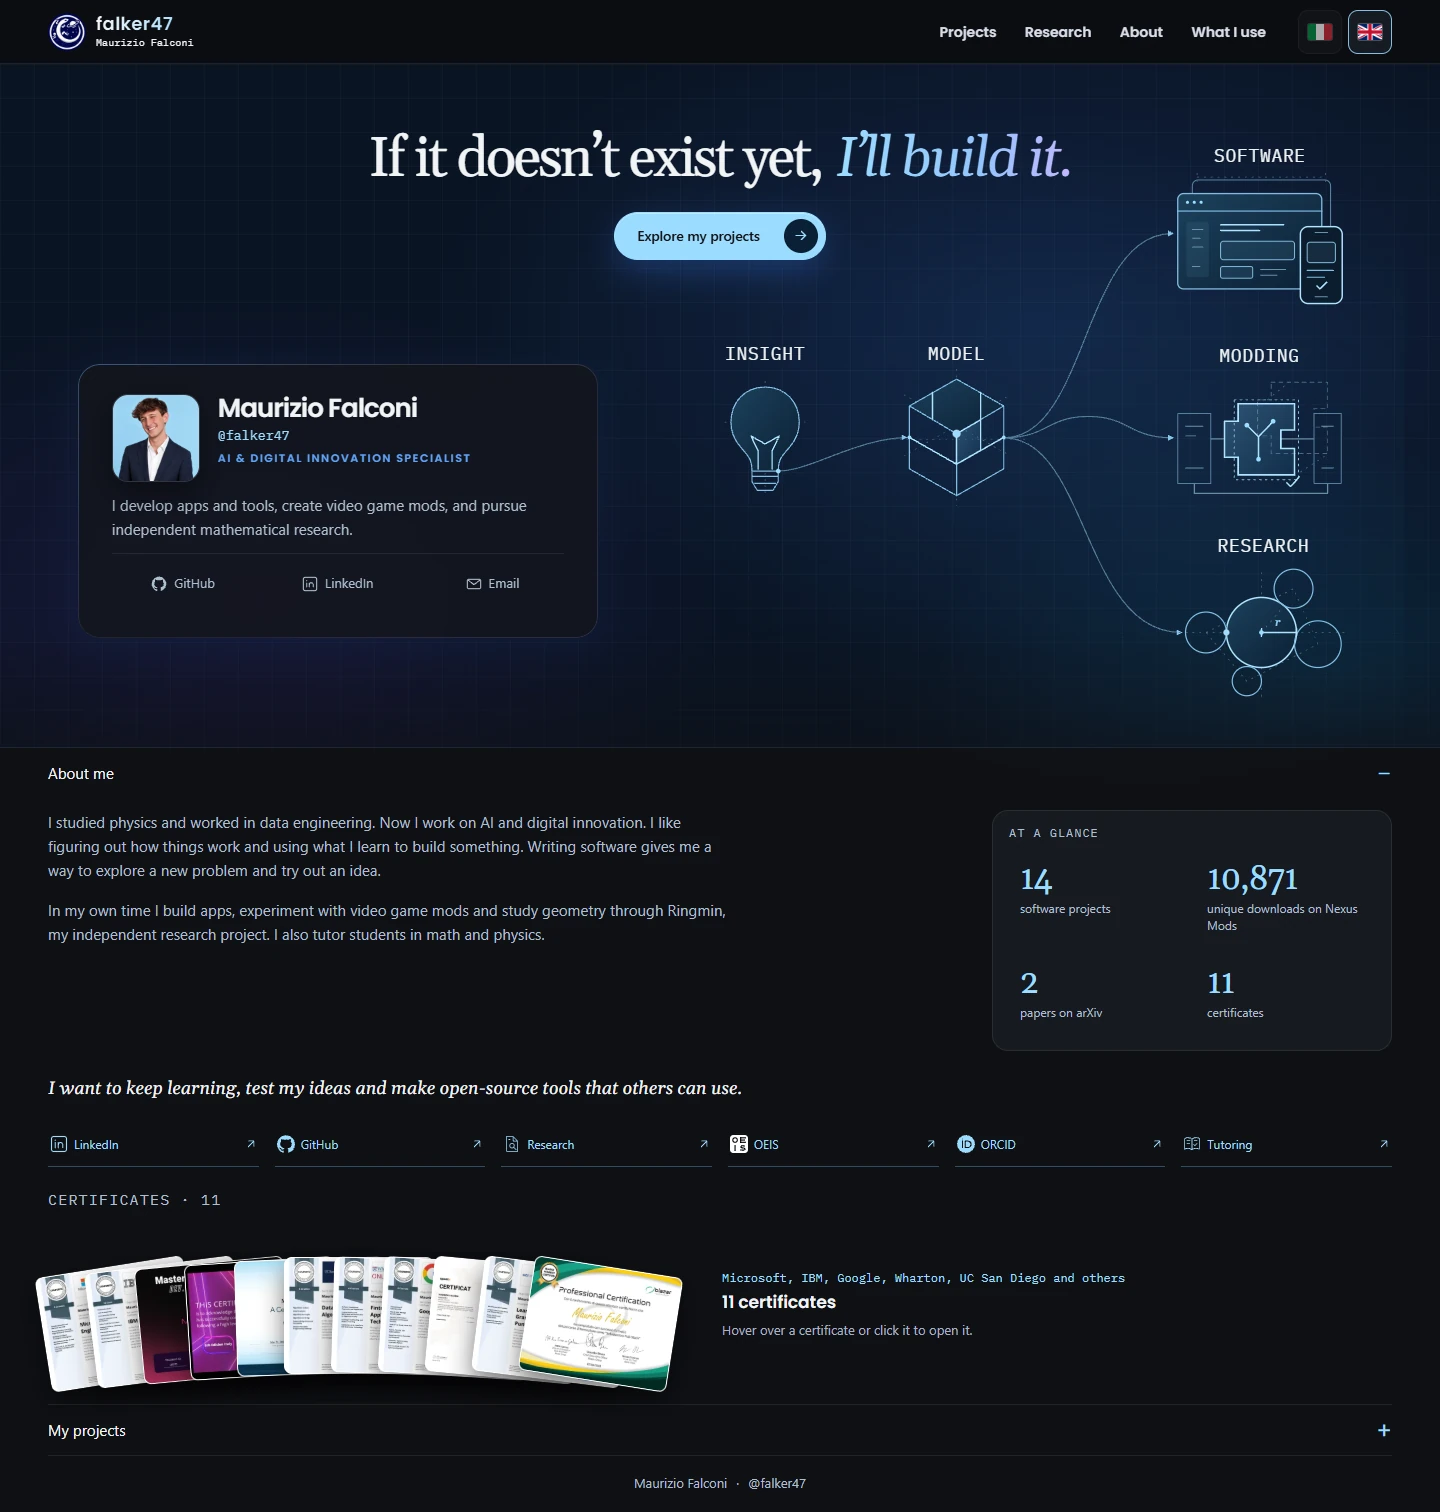 falker47
Maurizio Falconi
Projects
Research
About
What I use
If it doesn’t exist yet, I’ll build it.
Explore my projects
SOFTWARE
INSIGHT
MODEL
MODDING
RESEARCH
r
Maurizio Falconi
@falker47
AI & DIGITAL INNOVATION SPECIALIST
I develop apps and tools, create video game mods, and pursue
independent mathematical research.
GitHub
LinkedIn
Email
About me
I studied physics and worked in data engineering. Now I work on AI and digital innovation. I like
figuring out how things work and using what I learn to build something. Writing software gives me a
way to explore a new problem and try out an idea.
In my own time I build apps, experiment with video game mods and study geometry through Ringmin,
my independent research project. I also tutor students in math and physics.
AT A GLANCE
14
software projects
10,871
unique downloads on Nexus
Mods
2
papers on arXiv
11
certificates
I want to keep learning, test my ideas and make open-source tools that others can use.
LinkedIn
GitHub
Research
OEIS
ORCID
Tutoring
CERTIFICATES · 11
Professional Certification
Maurizio Falconi
Microsoft, IBM, Google, Wharton, UC San Diego and others
11 certificates
Hover over a certificate or click it to open it.
My projects
Maurizio Falconi · @falker47